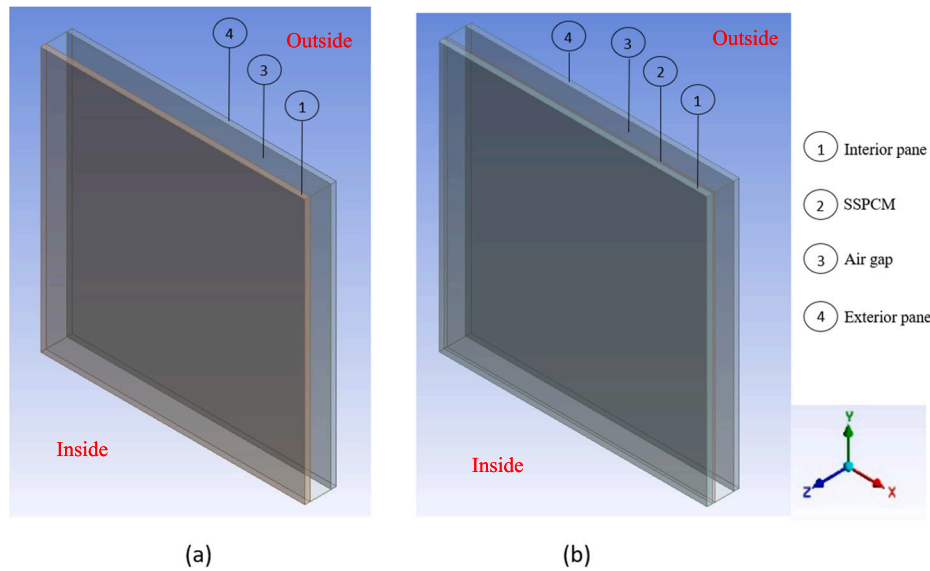 4
Outside
3
1
Inside
(a)
4
Outside
3
2
1
Inside
(b)
1 Interior pane
2 SSPCM
3 Air gap
4 Exterior pane
Y
Z
X